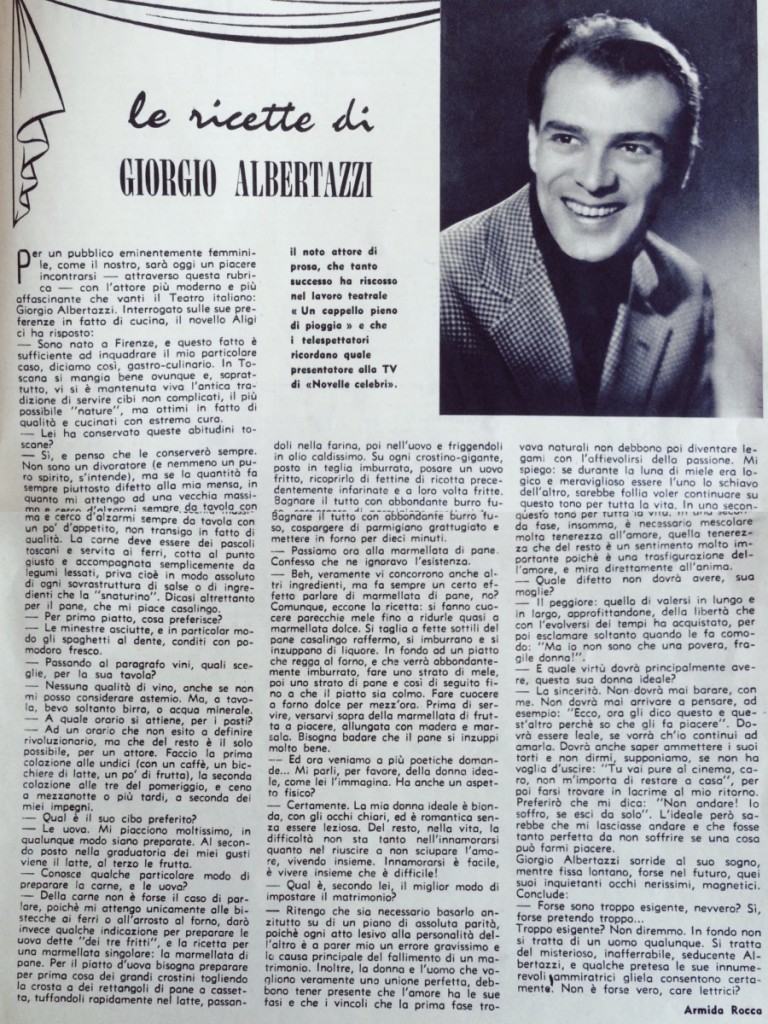 le ricette di
GIORGIO ALBERTAZZI
Per un pubblico eminentemente femmini-
le, come il nostro, sarà oggi un piacere
incontrarsi — attraverso questa rubri-
ca — con l'attore più moderno e più
affascinante che vanti il Teatro italiano:
Giorgio Albertazzi. Interrogato sulle sue pre-
ferenze in fatto di cucina, il novello Aligi
ci ha risposto:
— Sono nato a Firenze, e questo fatto è
sufficiente ad inquadrare il mio particolare
caso, diciamo così, gastro-culinario. In To-
scana si mangia bene ovunque e, soprat-
tutto, vi si è mantenuta viva l'antica tra-
dizione di servire cibi non complicati, il più
possibile "nature", ma ottimi in fatto di
qualità e cucinati con estrema cura.
— Lei ha conservato queste abitudini to-
scane?
— Sì, e penso che le conserverò sempre.
Non sono un divoratore (e nemmeno un pu-
ro spirito, s'intende), ma se la quantità fa
sempre piuttosto difetto alla mia mensa, in
quanto mi attengo ad una vecchia massi-
ma e cerco d'alzarmi sempre da tavola con
ma e cerco d'alzarmi sempre da tavola con
un po' d'appetito, non transigo in fatto di
qualità. La carne deve essere dei pascoli
toscani e servita ai ferri, cotta al punto
giusto e accompagnata semplicemente da
legumi lessati, priva cioè in modo assoluto
di ogni sovrastruttura di salse o di ingre-
dienti che la "snaturino". Dicasi altrettanto
per il pane, che mi piace casalingo.
— Per primo piatto, cosa preferisce?
— Le minestre asciutte, e in particolar mo-
do gli spaghetti al dente, conditi con po-
modoro fresco.
— Passando al paragrafo vini, quali sce-
glie, per la sua tavola?
— Nessuna qualità di vino, anche se non
mi posso considerare astemio. Ma, a tavo-
la, bevo soltanto birra, o acqua minerale.
— A quale orario si attiene, per i pasti?
— Ad un orario che non esito a definire
rivoluzionario, ma che del resto è il solo
possibile, per un attore. Faccio la prima
colazione alle undici (con un caffè, un bic-
chiere di latte, un po' di frutta), la seconda
colazione alle tre del pomeriggio, e ceno
a mezzanotte o più tardi, a seconda dei
miei impegni.
— Qual è il suo cibo preferito?
— Le uova. Mi piacciono moltissimo, in
qualunque modo siano preparate. Al secon-
do posto nella graduatoria dei miei gusti
viene il latte, al terzo le frutta.
— Conosce qualche particolare modo di
preparare la carne, e le uova?
— Della carne non è forse il caso di par-
lare, poichè mi attengo unicamente alle bi-
stecche ai ferri o all'arrosto al forno, darò
invece qualche indicazione per preparare le
uova dette "dei tre fritti", e la ricetta per
una marmellata singolare: la marmellata di
pane. Per il piatto d'uova bisogna preparare
per prima cosa dei grandi crostini togliendo
la crosta a dei rettangoli di pane a casset-
ta, tuffandoli rapidamente nel latte, passan-
il noto attore di
prosa, che tanto
successo ha riscosso
nel lavoro teatrale
« Un cappello pieno
di pioggia » e che
i telespettatori
ricordano quale
presentatore alla TV
di «Novelle celebri».
doli nella farina, poi nell'uovo e friggendoli
in olio caldissimo. Su ogni crostino-gigante,
posto in teglia imburrata, posare un uovo
fritto, ricoprirlo di fettine di ricotta prece-
dentemente infarinate e a loro volta fritte.
Bagnare il tutto con abbondante burro fu-
Bagnare il tutto con abbondante burro fu-
so, cospargere di parmigiano grattugiato e
mettere in forno per dieci minuti.
— Passiamo ora alla marmellata di pane.
Confesso che ne ignoravo l'esistenza.
— Beh, veramente vi concorrono anche al-
tri ingredienti, ma fa sempre un certo ef-
fetto parlare di marmellata di pane, no?
Comunque, eccone la ricetta: si fanno cuo-
cere parecchie mele fino a ridurle quasi a
marmellata dolce. Si taglia a fette sottili del
pane casalingo raffermo, si imburrano e si
inzuppano di liquore. In fondo ad un piatto
che regga al forno, e che verrà abbondante-
mente imburrato, fare uno strato di mele,
poi uno strato di pane e così di seguito fi-
no a che il piatto sia colmo. Fare cuocere
a forno dolce per mezz'ora. Prima di ser-
vire, versarvi sopra della marmellata di frut-
ta a piacere, allungata con madera e mar-
sala. Bisogna badare che il pane si inzuppi
molto bene.
— Ed ora veniamo a più poetiche doman-
de... Mi parli, per favore, della donna idea-
le, come lei l'immagina. Ha anche un aspet-
to fisico?
— Certamente. La mia donna ideale è bion-
da, con gli occhi chiari, ed è romantica sen-
za essere leziosa. Del resto, nella vita, la
difficoltà non sta tanto nell'innamorarsi
quanto nel riuscire a non sciupare l'amo-
re, vivendo insieme. Innamorarsi è facile,
è vivere insieme che è difficile!
— Qual è, secondo lei, il miglior modo di
impostare il matrimonio?
— Ritengo che sia necessario basarlo an-
zitutto su di un piano di assoluta parità,
poichè ogni atto lesivo alla personalità del-
l'altro è a parer mio un errore gravissimo e
la causa principale del fallimento di un ma-
trimonio. Inoltre, la donna e l'uomo che vo-
gliono veramente una unione perfetta, deb-
bono tener presente che l'amore ha le sue
fasi e che i vincoli che la prima fase tro-
vava naturali non debbono poi diventare le-
gami con l'affievolirsi della passione. Mi
spiego: se durante la luna di miele era lo-
gico e meraviglioso essere l'uno lo schiavo
dell'altro, sarebbe follia voler continuare su
questo tono per tutta la vita. In una secon-
questo tono per tutta la vita. In una secon-
da fase, insomma, è necessario mescolare
molto tenerezza all'amore, quella tenerez-
za che del resto è un sentimento molto im-
portante poichè è una trasfigurazione del-
l'amore, e mira direttamente all'anima.
— Quale difetto non dovrà avere, sua
moglie?
— Il peggiore: quello di valersi in lungo e
in largo, approfittandone, della libertà che
con l'evolversi dei tempi ha acquistato, per
poi esclamare soltanto quando le fa como-
do: "Ma io non sono che una povera, fra-
gile donna!".
— E quale virtù dovrà principalmente ave-
re, questa sua donna ideale?
— La sincerità. Non dovrà mai barare, con
me. Non dovrà mai arrivare a pensare, ad
esempio: "Ecco, ora gli dico questo e que-
st'altro perchè so che gli fa piacere". Do-
vrà essere leale, se vorrà ch'io continui ad
amarla. Dovrà anche saper ammettere i suoi
torti e non dirmi, supponiamo, se non ha
voglia d'uscire: "Tu vai pure al cinema, ca-
ro, non m'importa di restare a casa", per
poi farsi trovare in lacrime al mio ritorno.
Preferirò che mi dica: "Non andare! Io
soffro, se esci da solo". L'ideale però sa-
rebbe che mi lasciasse andare e che fosse
tanto perfetta da non soffrire se una cosa
può farmi piacere.
Giorgio Albertazzi sorride al suo sogno,
mentre fissa lontano, forse nel futuro, quei
suoi inquietanti occhi nerissimi, magnetici.
Conclude:
— Forse sono troppo esigente, nevvero? Sì,
forse pretendo troppo...
Troppo esigente? Non diremmo. In fondo non
si tratta di un uomo qualunque. Si tratta
del misterioso, inafferrabile, seducente Al-
bertazzi, e qualche pretesa le sue innume-
revoli ammiratrici gliela consentono certa-
mente. Non è forse vero, care lettrici?
Armida Rocca